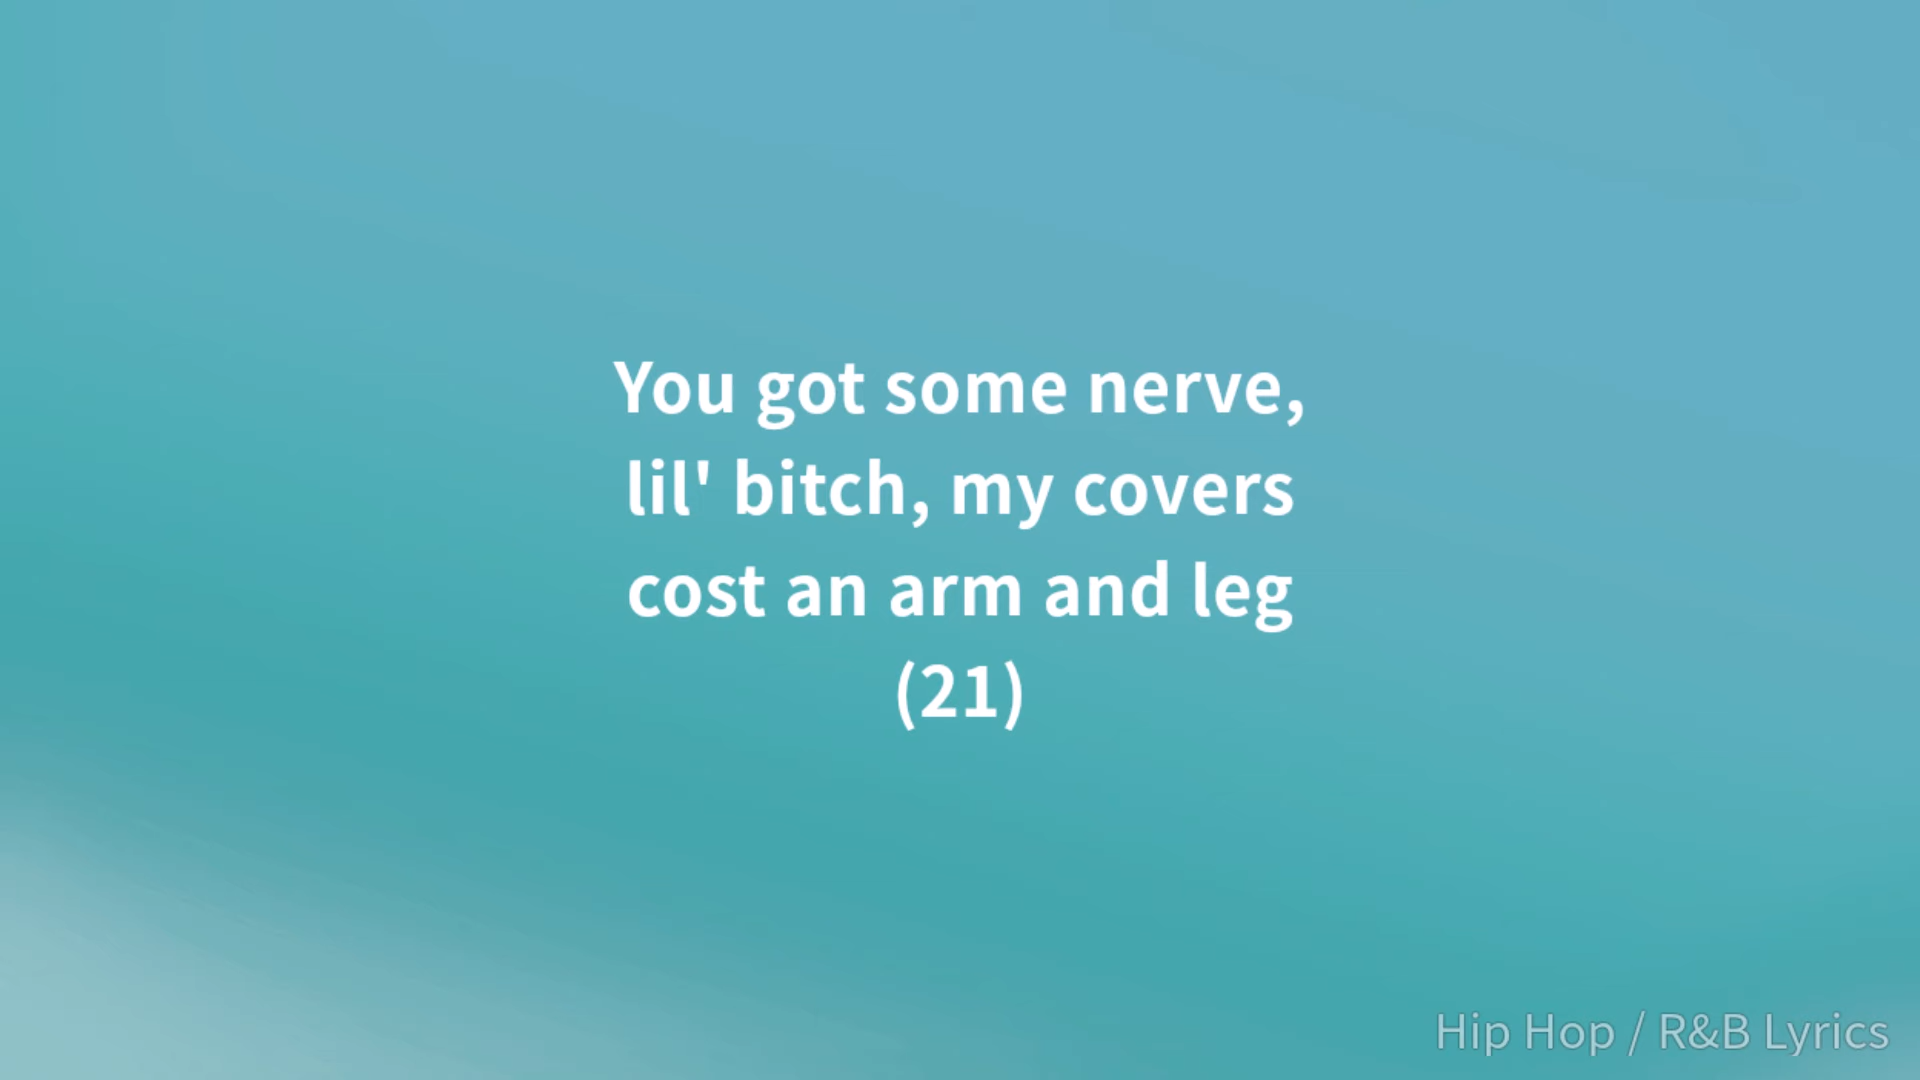 You got some nerve,
lil' bitch, my covers
cost an arm and leg
(21)
Hip Hop / R&B Lyrics